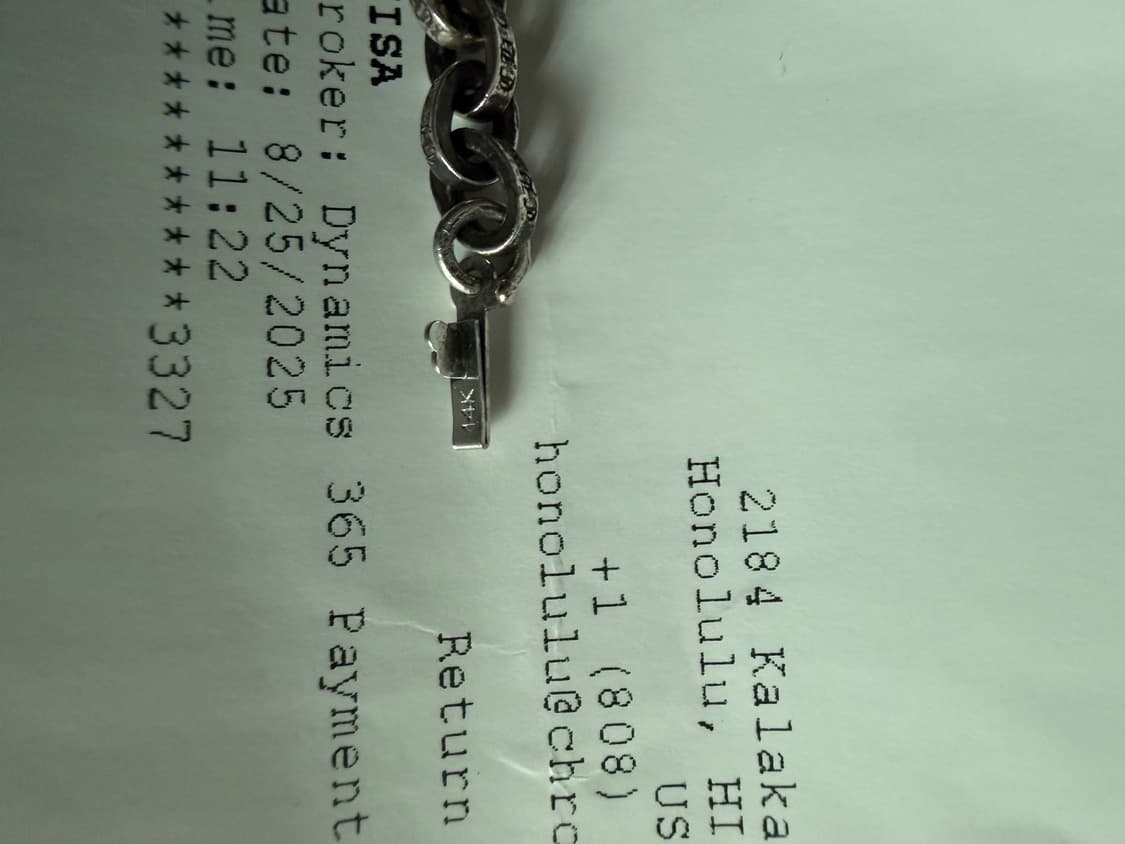 2184 Kalaka
Honolulu, HI
US
+1 (808)
honolulu@chro
Return
VISA
roker: Dynamics 365 Payment
ate: 8/25/2025
me: 11:22
************3327
14K